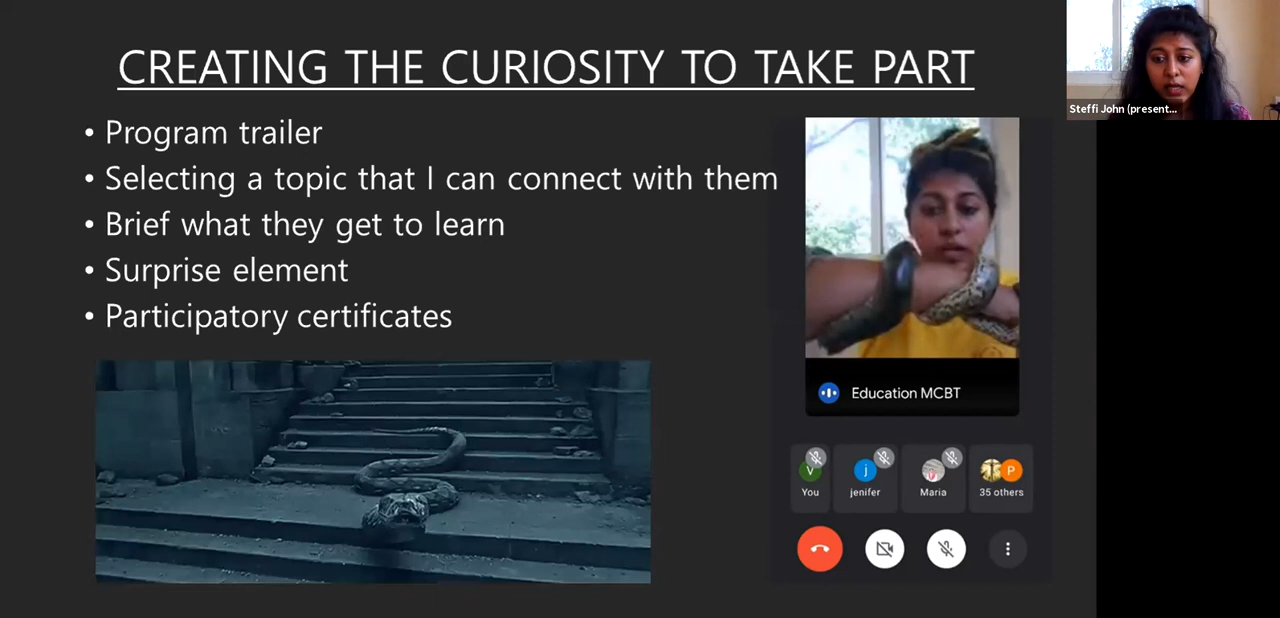 CREATING THE CURIOSITY TO TAKE PART
• Program trailer
• Selecting a topic that I can connect with them
• Brief what they get to learn
• Surprise element
• Participatory certificates
Steffi John (present...
Education MCBT
V
j
P
You
jenifer
Maria
35 others